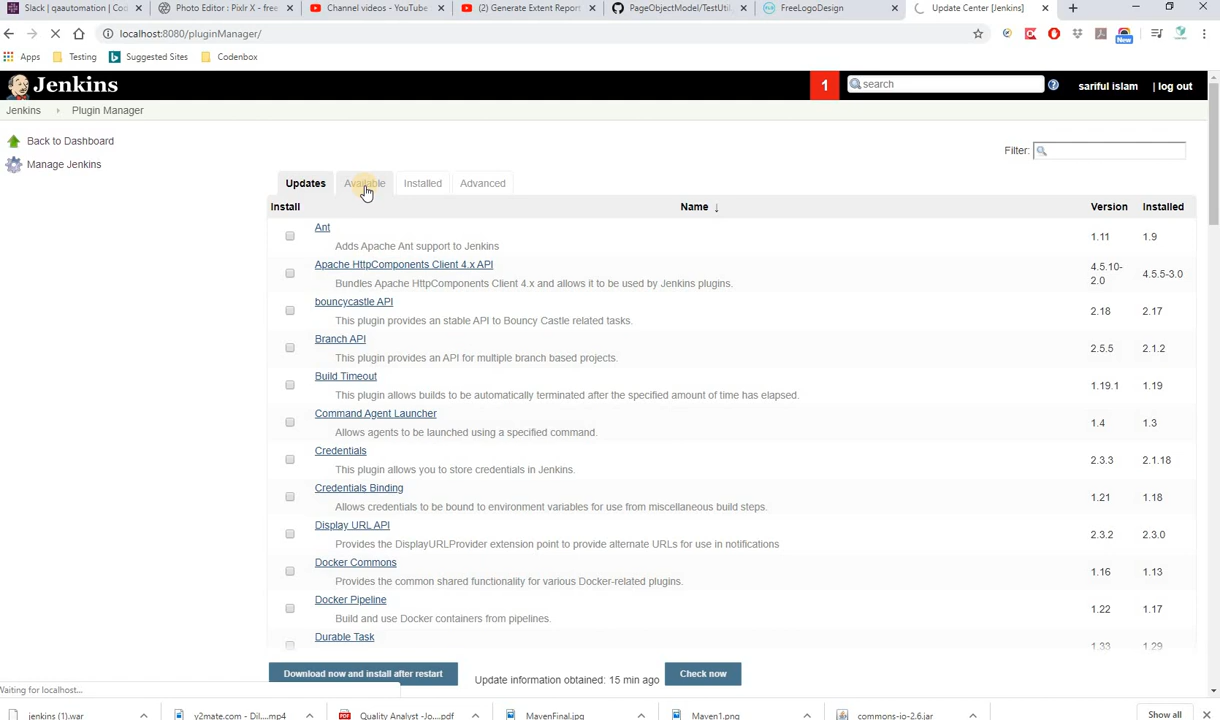 Slack | qaautomation | Cod
Photo Editor : Pixlr X - free
Channel videos - YouTube
(2) Generate Extent Report
PageObjectModel/TestUtil
FreeLogoDesign
Update Center [Jenkins]
localhost:8080/pluginManager/
New
Apps
Testing
Suggested Sites
Codenbox
Jenkins
1
search
sariful islam
| log out
Jenkins
Plugin Manager
Back to Dashboard
Manage Jenkins
Filter:
Updates
Available
Installed
Advanced
Install
Name ↓
Version
Installed
Ant
Adds Apache Ant support to Jenkins
1.11
1.9
Apache HttpComponents Client 4.x API
Bundles Apache HttpComponents Client 4.x and allows it to be used by Jenkins plugins.
4.5.10-
2.0
4.5.5-3.0
bouncycastle API
This plugin provides an stable API to Bouncy Castle related tasks.
2.18
2.17
Branch API
This plugin provides an API for multiple branch based projects.
2.5.5
2.1.2
Build Timeout
This plugin allows builds to be automatically terminated after the specified amount of time has elapsed.
1.19.1
1.19
Command Agent Launcher
Allows agents to be launched using a specified command.
1.4
1.3
Credentials
This plugin allows you to store credentials in Jenkins.
2.3.3
2.1.18
Credentials Binding
Allows credentials to be bound to environment variables for use from miscellaneous build steps.
1.21
1.18
Display URL API
Provides the DisplayURLProvider extension point to provide alternate URLs for use in notifications
2.3.2
2.3.0
Docker Commons
Provides the common shared functionality for various Docker-related plugins.
1.16
1.13
Docker Pipeline
Build and use Docker containers from pipelines.
1.22
1.17
Durable Task
1.33
1.29
Download now and install after restart
Update information obtained: 15 min ago
Check now
Waiting for localhost...
jenkins (1).war
y2mate.com - Dil....mp4
Quality Analyst -Jo....pdf
MavenFinal.jpg
Maven1.png
commons-io-2.6.jar
Show all